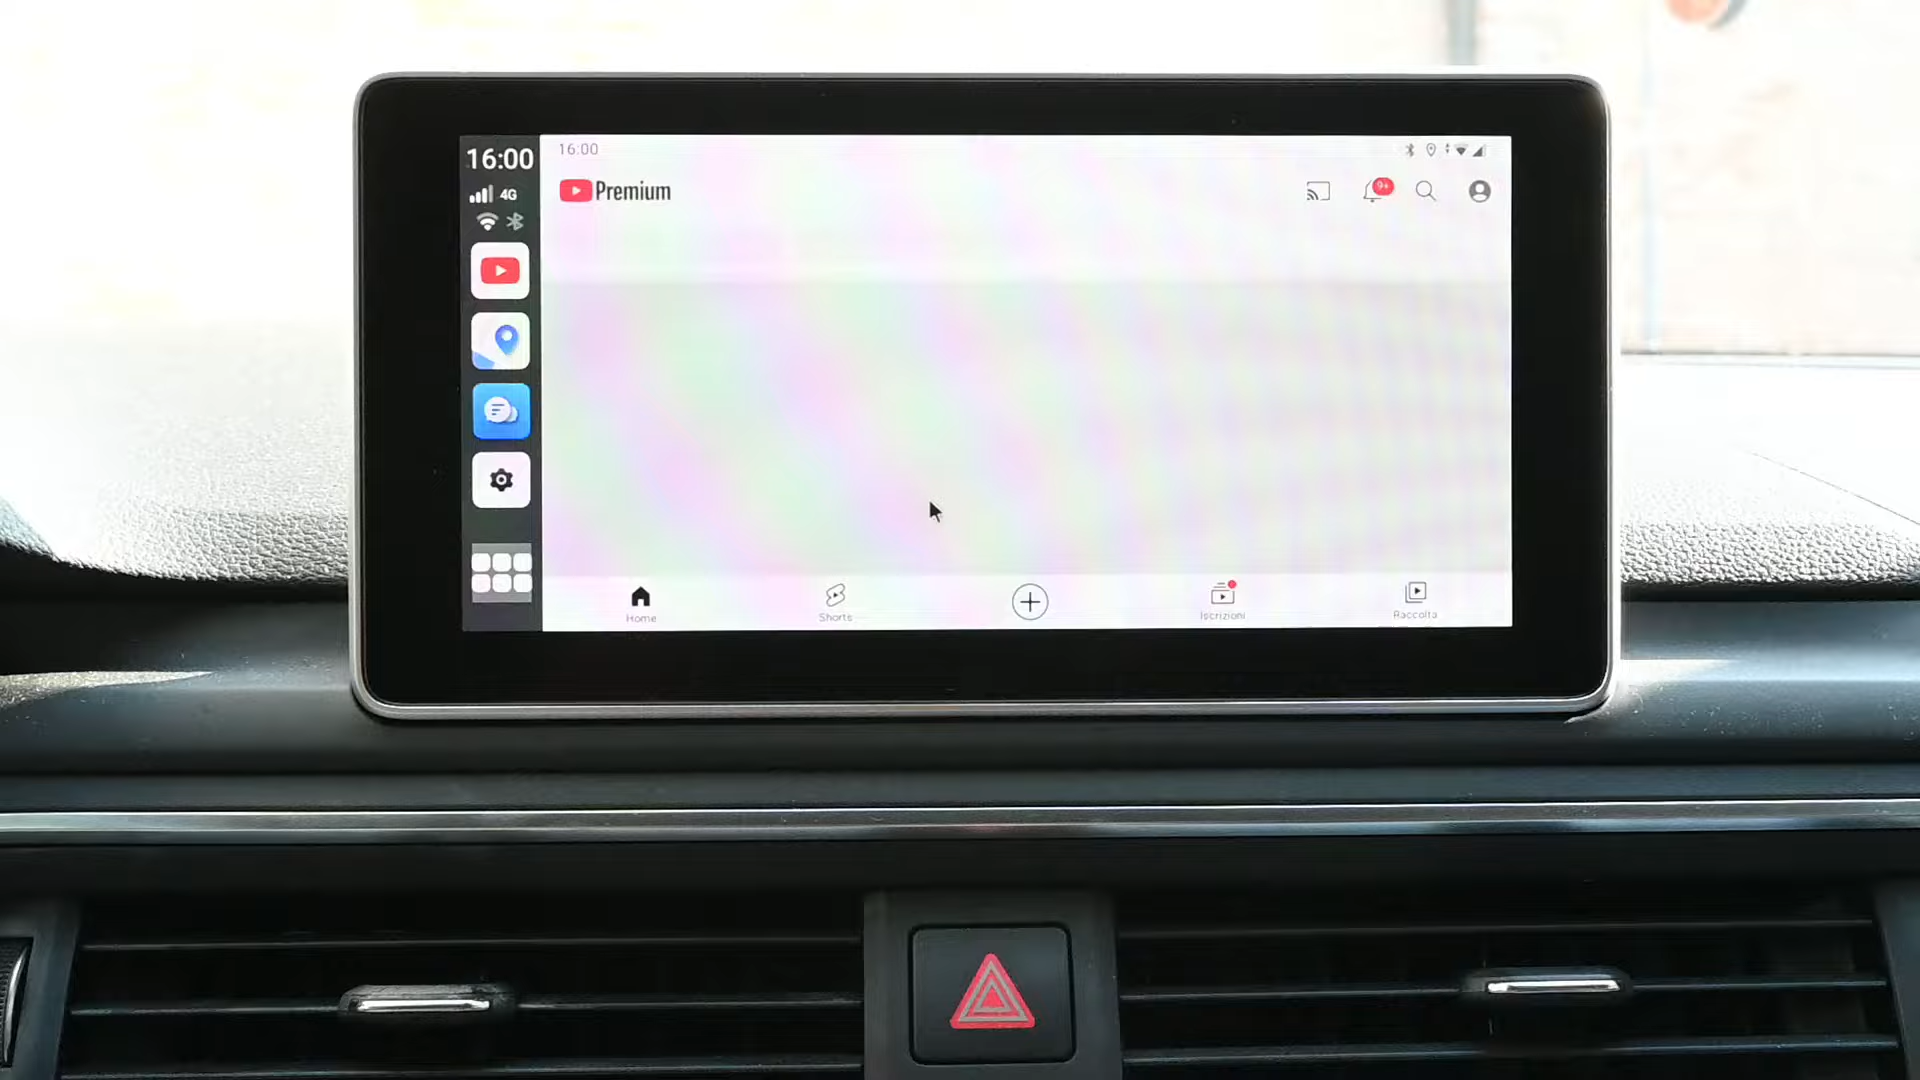 16:00
4G
16:00
Premium
9+
Home
Shorts
Iscrizioni
Raccolta